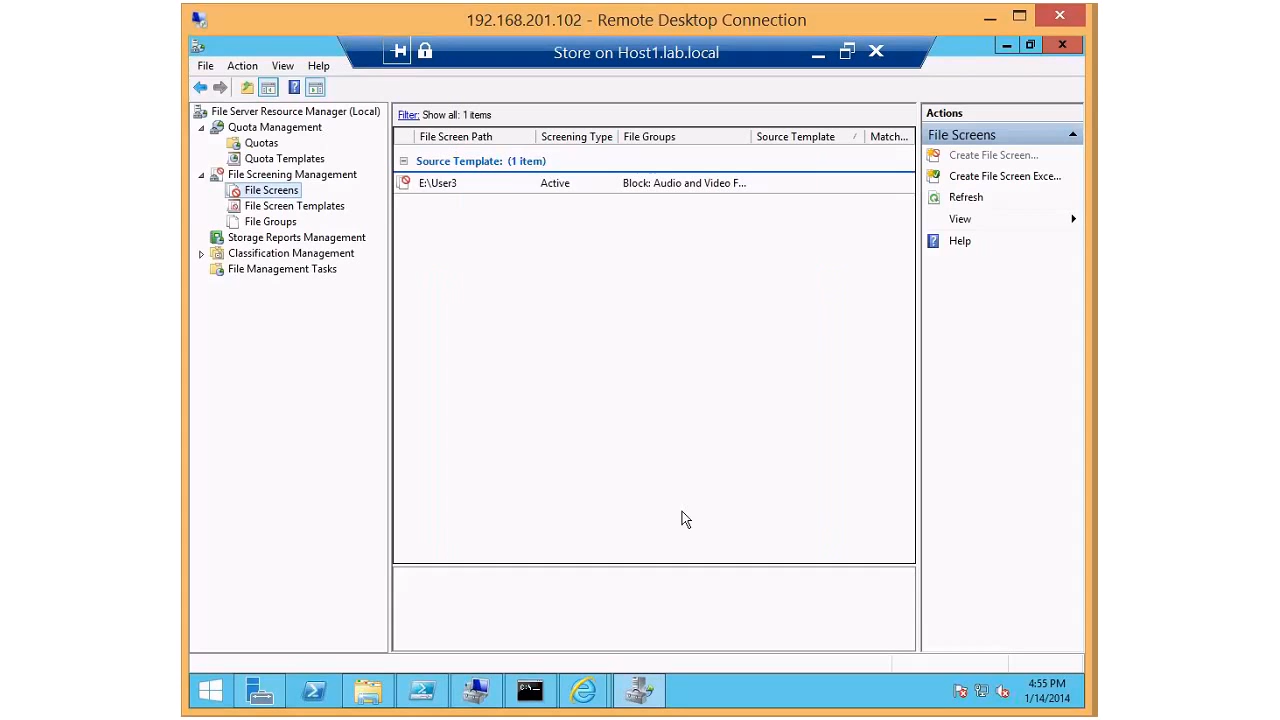 192.168.201.102 - Remote Desktop Connection
Store on Host1.lab.local
File Action View Help
File Server Resource Manager (Local)
Quota Management
Quotas
Quota Templates
File Screening Management
File Screens
File Screen Templates
File Groups
Storage Reports Management
Classification Management
File Management Tasks
Filter: Show all: 1 items
File Screen Path Screening Type File Groups Source Template Match...
Source Template: (1 item)
E:\User3 Active Block: Audio and Video F...
Actions
File Screens
Create File Screen...
Create File Screen Exce...
Refresh
View
Help
4:55 PM
1/14/2014